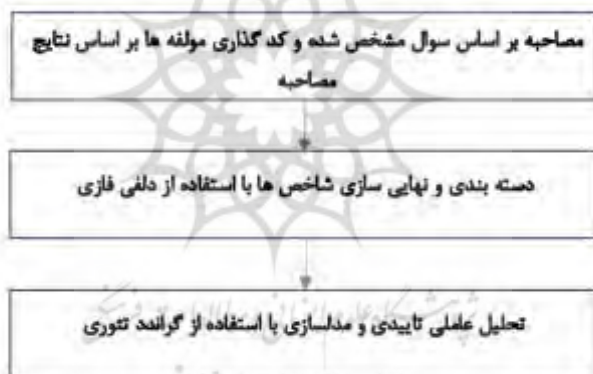 مصاحبه بر اساس سوال مشخص شده و کد گذاری مولفه ها بر اساس نتایج
مصاحبه
دسته بندی و نهایی سازی شاخص ها با استفاده از دلفی فازی
تحلیل عاملی تاییدی و مدلسازی با استفاده از گراندد تئوری